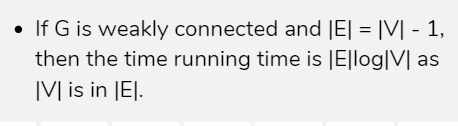 • If G is weakly connected and |E| = |V| - 1,
then the time running time is |E|log|V| as
|V| is in |E|.